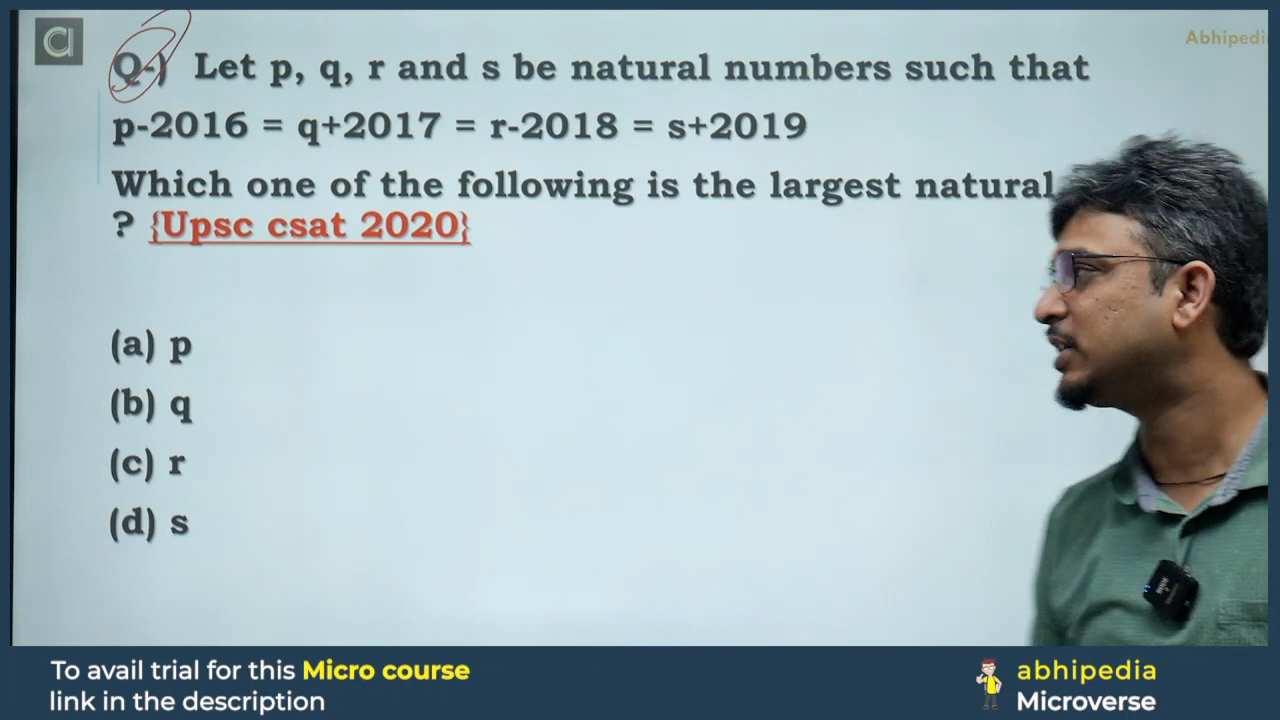 Abhipedi
Q-) Let p, q, r and s be natural numbers such that
p-2016 = q+2017 = r-2018 = s+2019
Which one of the following is the largest natural
? {Upsc csat 2020}
(a) p
(b) q
(c) r
(d) s
To avail trial for this Micro course
link in the description
abhipedia
Microverse